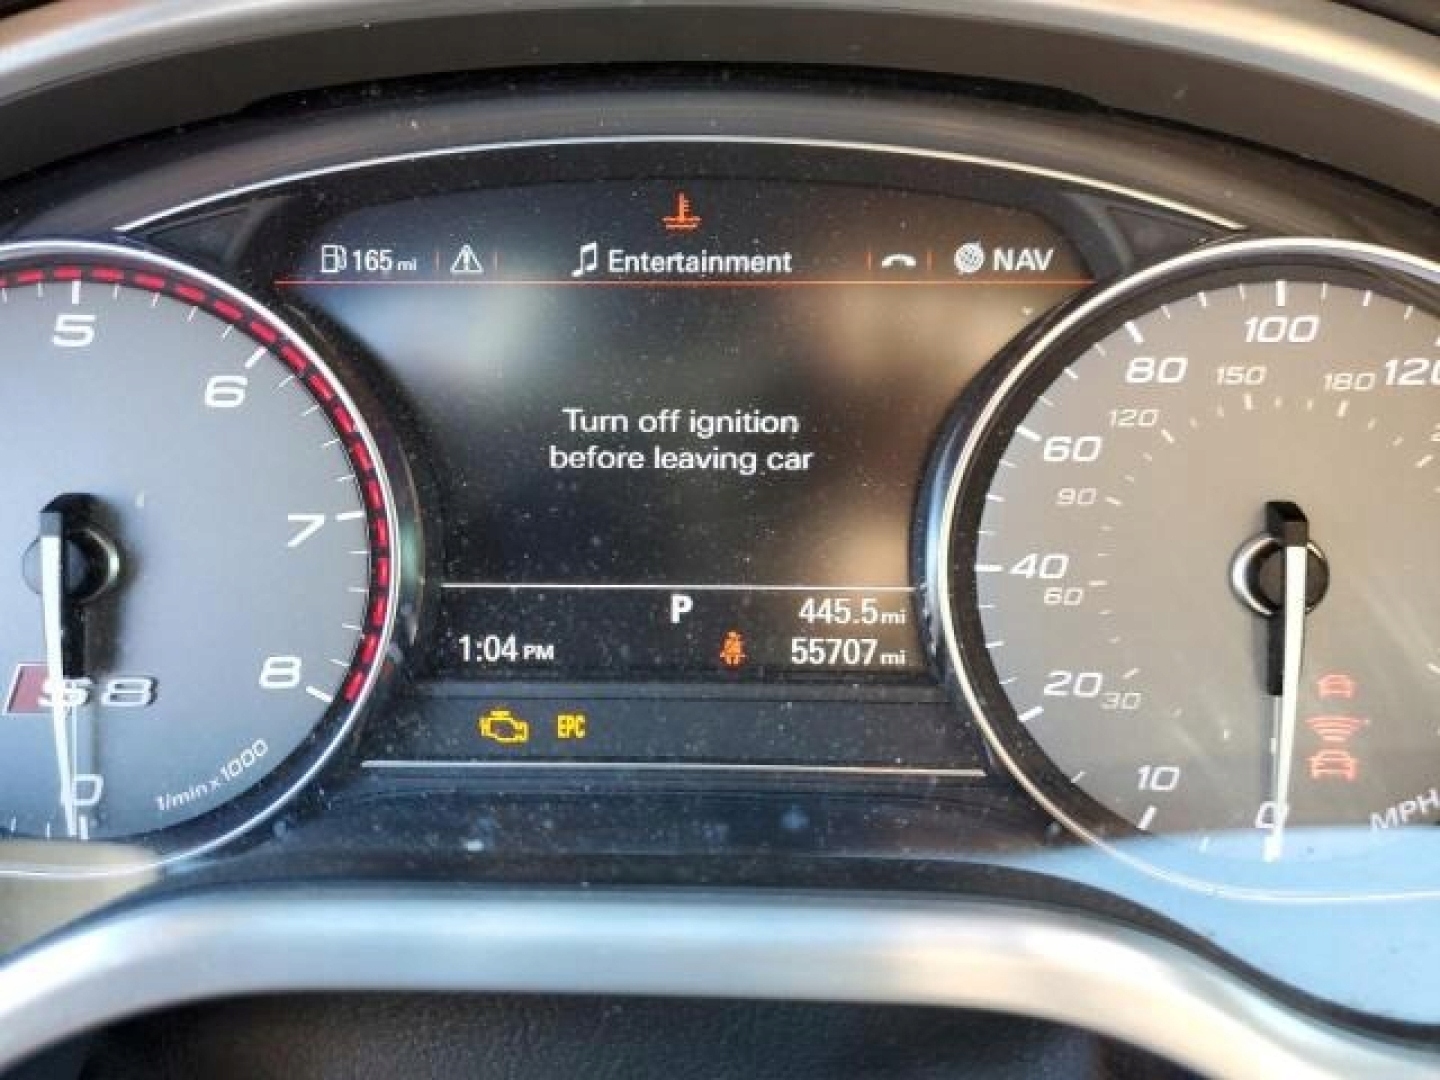 165 mi Entertainment NAV
Turn off ignition
before leaving car
P 445.5 mi
1:04 PM 55707 mi
EPC
5
6
7
8
S8
0
1/min x 1000
100
80
150
180
120
120
60
90
40
60
20
30
10
0
MPH